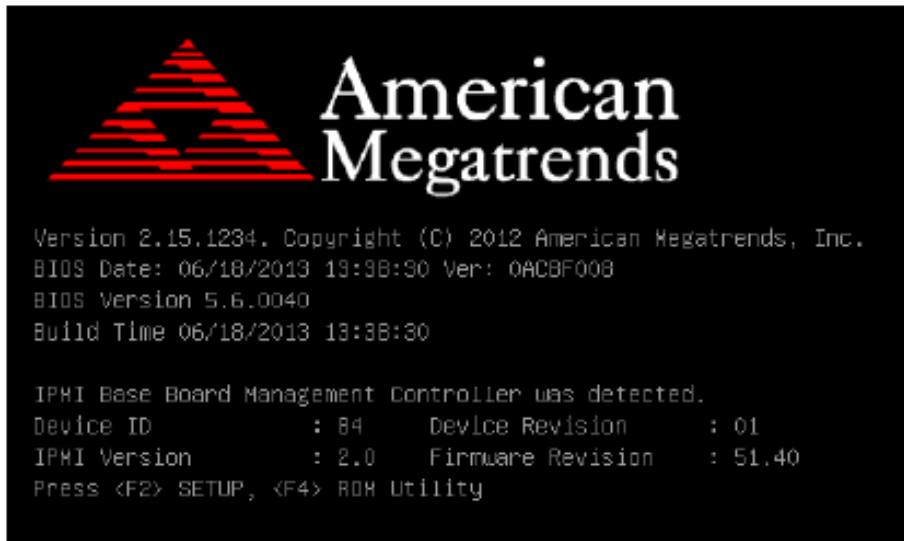 American
Megatrends
Version 2.15.1234. Copyright (C) 2012 American Megatrends, Inc.
BIOS Date: 06/18/2013 13:38:30 Ver: 0ACBF008
BIOS Version 5.6.0040
Build Time 06/18/2013 13:38:30
IPMI Base Board Management Controller was detected.
Device ID : 84 Device Revision : 01
IPMI Version : 2.0 Firmware Revision : 51.40
Press <F2> SETUP, <F4> ROM Utility